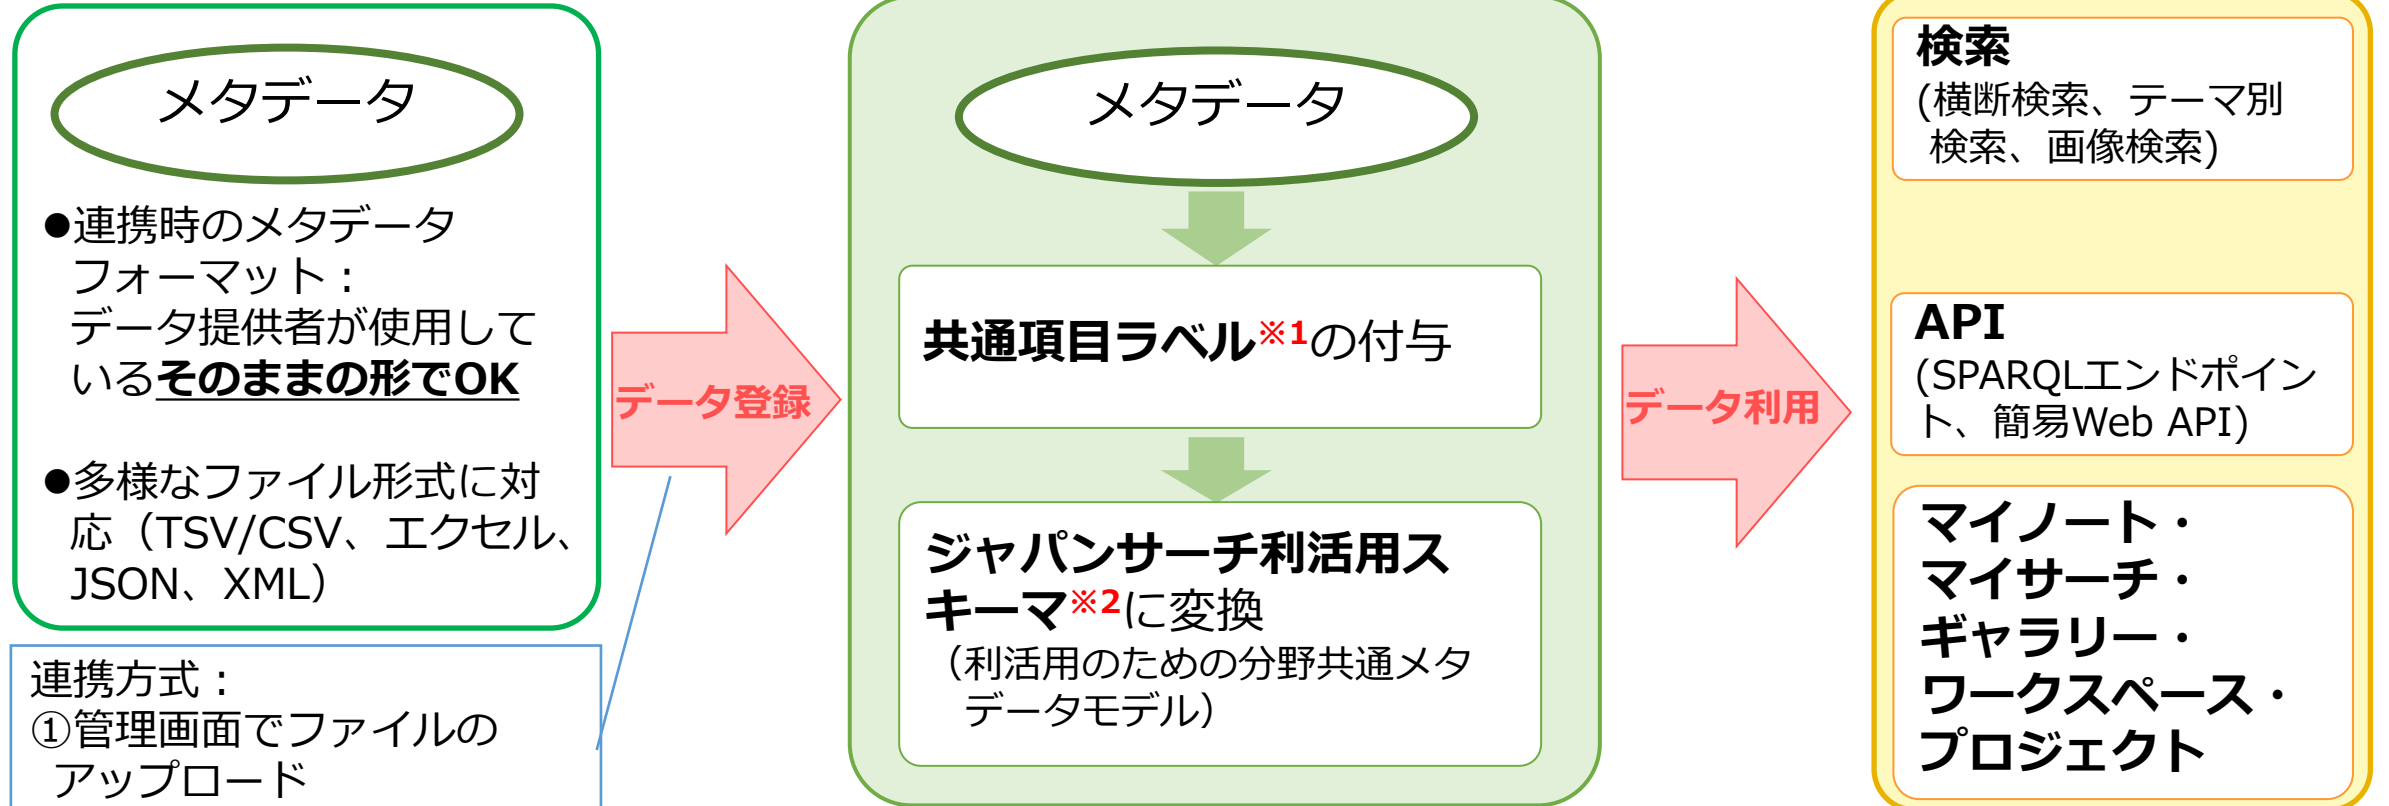 メタデータ
●連携時のメタデータ
フォーマット：
データ提供者が使用して
いるそのままの形でOK
●多様なファイル形式に対
応（TSV/CSV、エクセル、
JSON、XML）
連携方式：
①管理画面でファイルの
アップロード
データ登録
メタデータ
共通項目ラベル※1の付与
ジャパンサーチ利活用ス
キーマ※2に変換
（利活用のための分野共通メタ
データモデル）
データ利用
検索
(横断検索、テーマ別
検索、画像検索)
API
(SPARQLエンドポイン
ト、簡易Web API)
マイノート・
マイサーチ・
ギャラリー・
ワークスペース・
プロジェクト